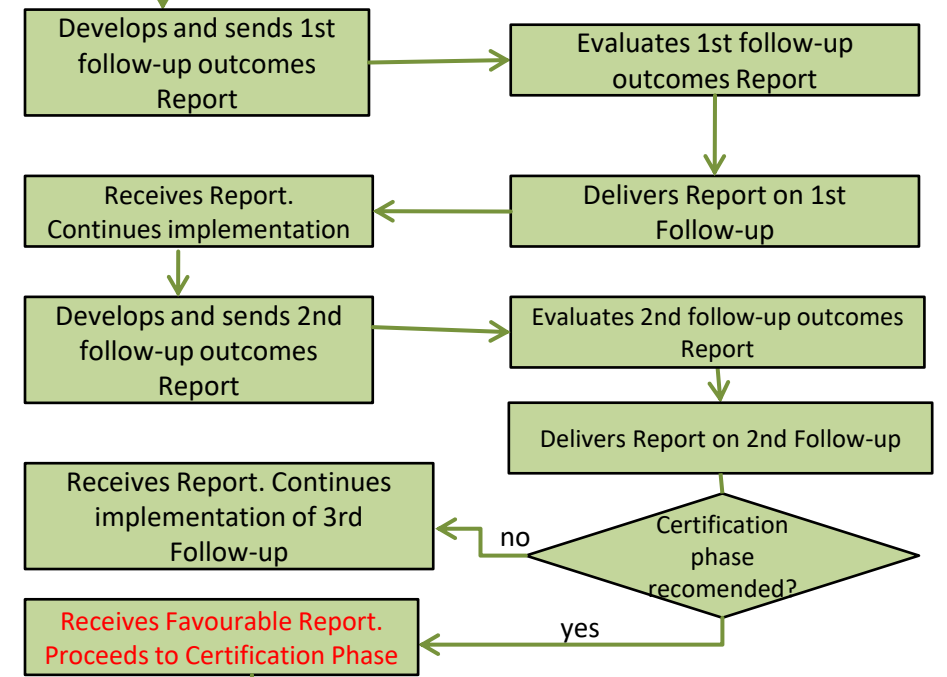 Develops and sends 1st
follow-up outcomes
Report
Evaluates 1st follow-up
outcomes Report
Receives Report.
Continues implementation
Delivers Report on 1st
Follow-up
Develops and sends 2nd
follow-up outcomes
Report
Evaluates 2nd follow-up outcomes
Report
Delivers Report on 2nd Follow-up
Receives Report. Continues
implementation of 3rd
Follow-up
no
Certification
phase
recomended?
Receives Favourable Report.
Proceeds to Certification Phase
yes